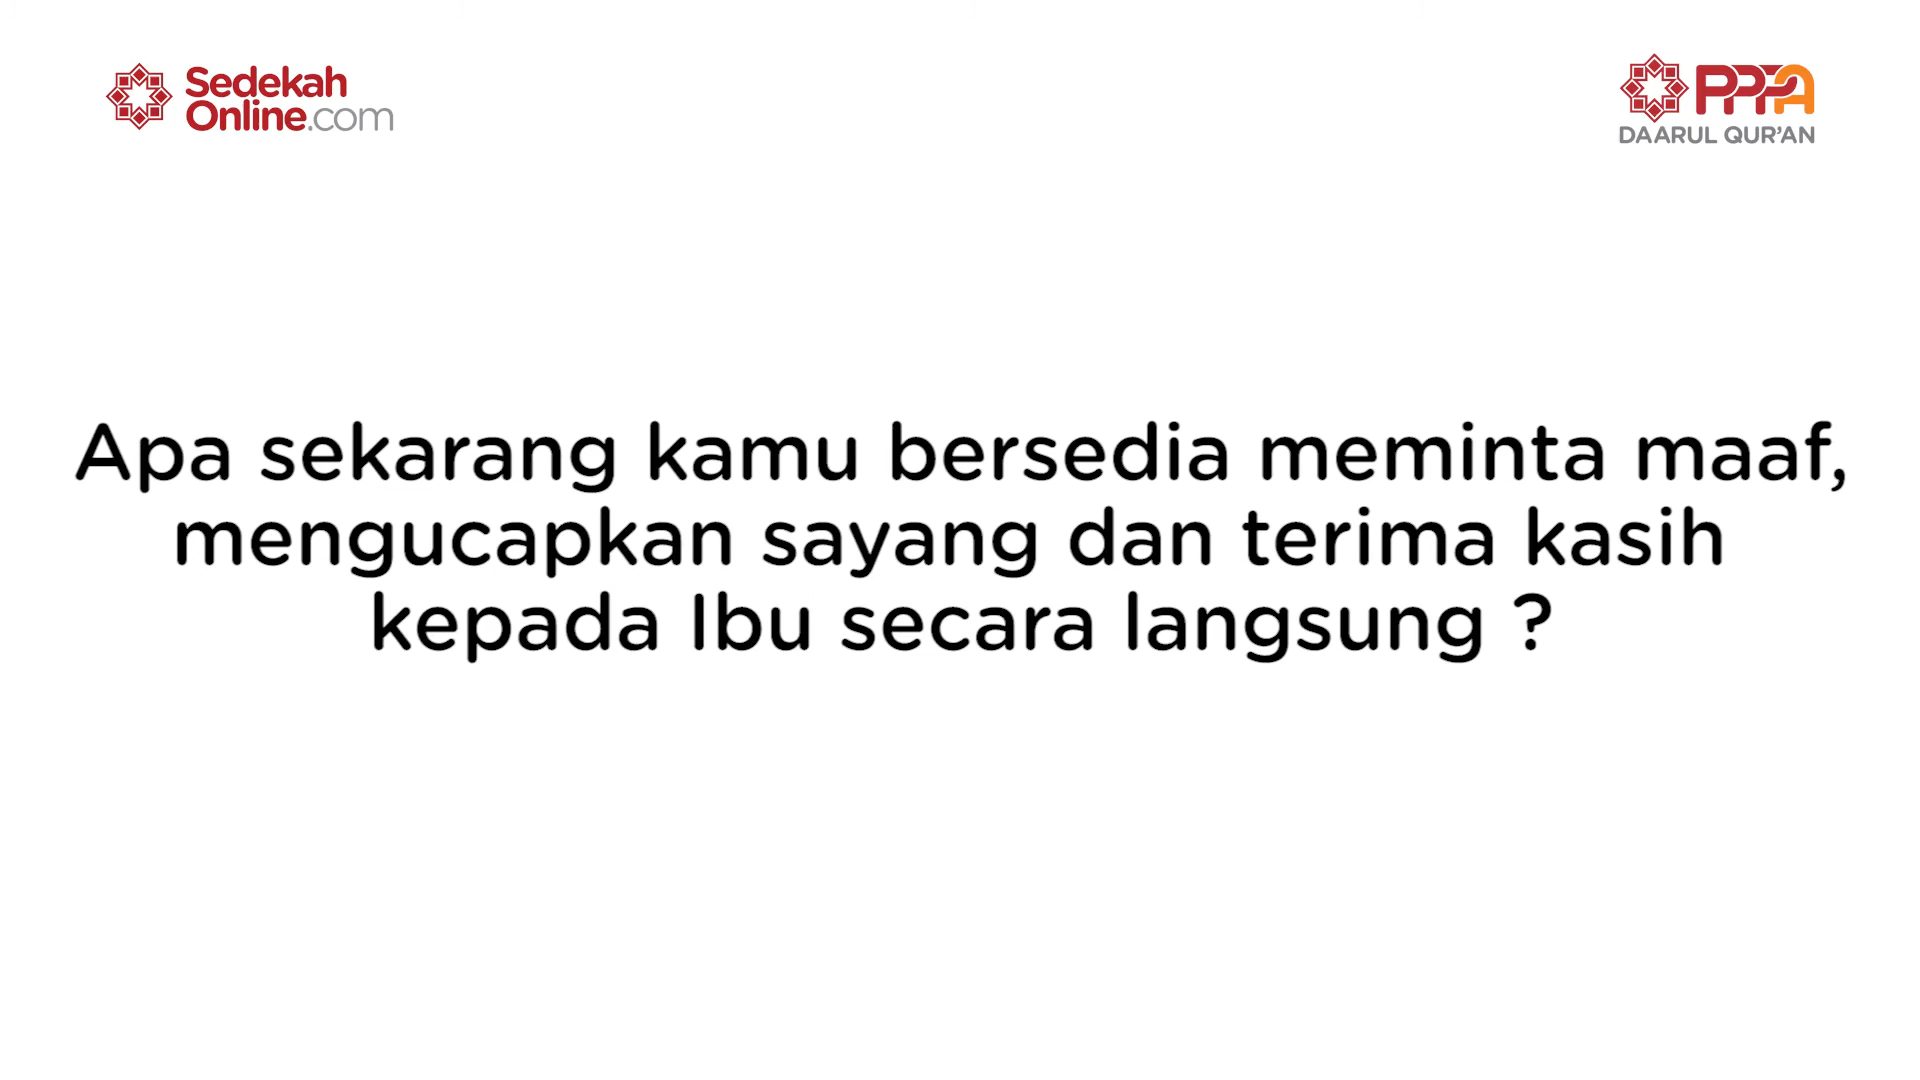 Sedekah
Online.com
PPPA
DAARUL QUR'AN
Apa sekarang kamu bersedia meminta maaf,
mengucapkan sayang dan terima kasih
kepada Ibu secara langsung ?